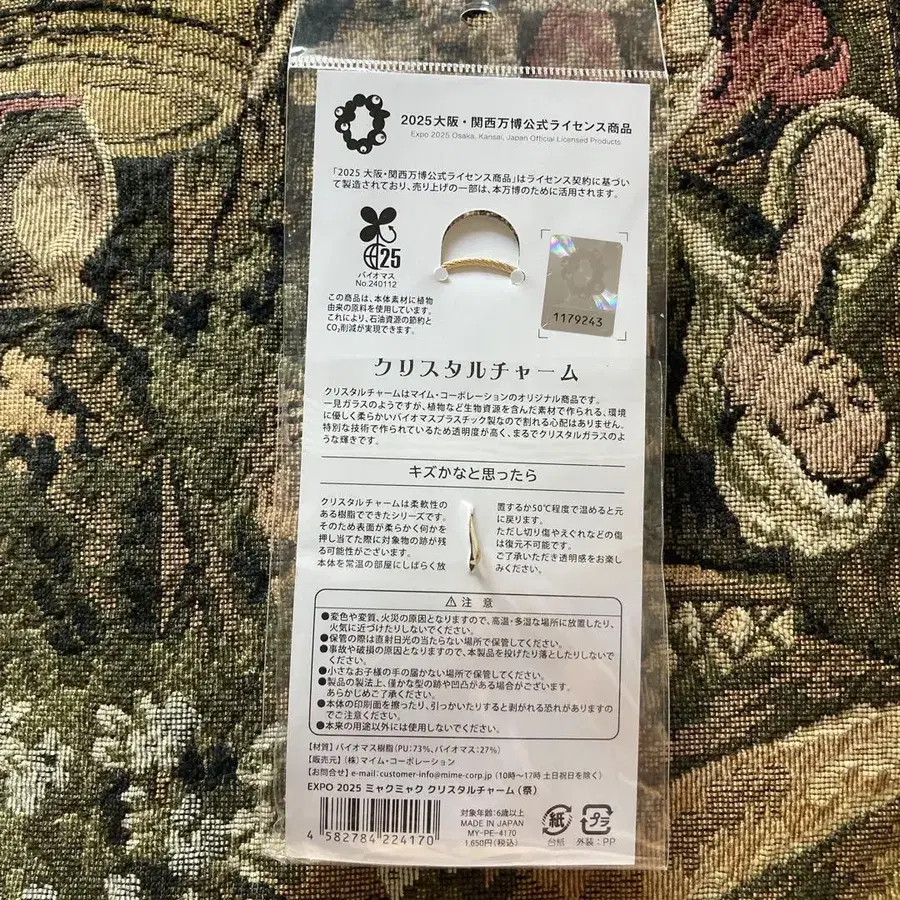 2025大阪・関西万博公式ライセンス商品
Expo 2025 Osaka, Kansai, Japan Official Licensed Products
「2025 大阪・関西万博公式ライセンス商品」はライセンス契約に基づい
て製造されており、売り上げの一部は、本万博のために活用されます。
25
バイオマス
No.240112
この商品は、本体素材に植物
由来の原料を使用しています。
これにより、石油資源の節約と
CO₂削減が実現できます。
1179243
クリスタルチャーム
クリスタルチャームはマイム・コーポレーションのオリジナル商品です。
一見ガラスのようですが、植物など生物資源を含んだ素材で作られる、環境
に優しく柔らかいバイオマスプラスチック製なので割れる心配はありません。
特別な技術で作られているため透明度が高く、まるでクリスタルガラスのよ
うな輝きです。
キズかなと思ったら
クリスタルチャームは柔軟性の
ある樹脂でできたシリーズです。
そのため表面が柔らかく何かを
押し当てた際に対象物の跡が残
る可能性がございます。
本体を常温の部屋にしばらく放
置するか50℃程度で温めると元
に戻ります。
ただし切り傷やえぐれなどの傷
は復元不可能です。
ご了承いただき透明感をお楽し
みください。
⚠注意
●変色や変質、火災の原因となりますので、高温・多湿な場所に放置したり、
火気に近づけたりしないでください。
●保管の際は直射日光の当たらない場所で保管してください。
●事故や破損の原因となりますので、本製品を投げたり落としたりしないで
ください。
●小さなお子様の手の届かない場所で保管してください。
●製品の製法上、僅かな型の跡や凹凸がある場合がございます。
あらかじめご了承ください。
●本体の印刷面を擦ったり、引っかいたりすると剥がれる恐れがありますの
でご注意ください。
●本来の用途以外には使用しないでください。
【材質】バイオマス樹脂(PU:73%、バイオマス:27%)
【販売元】(株)マイム・コーポレーション
【お問合せ】e-mail:customer-info@mime-corp.jp(10時〜17時 土日祝日を除く)
EXPO 2025 ミャクミャク クリスタルチャーム(祭)
4 582784 224170
対象年齢:6歳以上
MADE IN JAPAN
MY-PE-4170
1,650円(税込)
紙
台紙
プラ
外装:PP